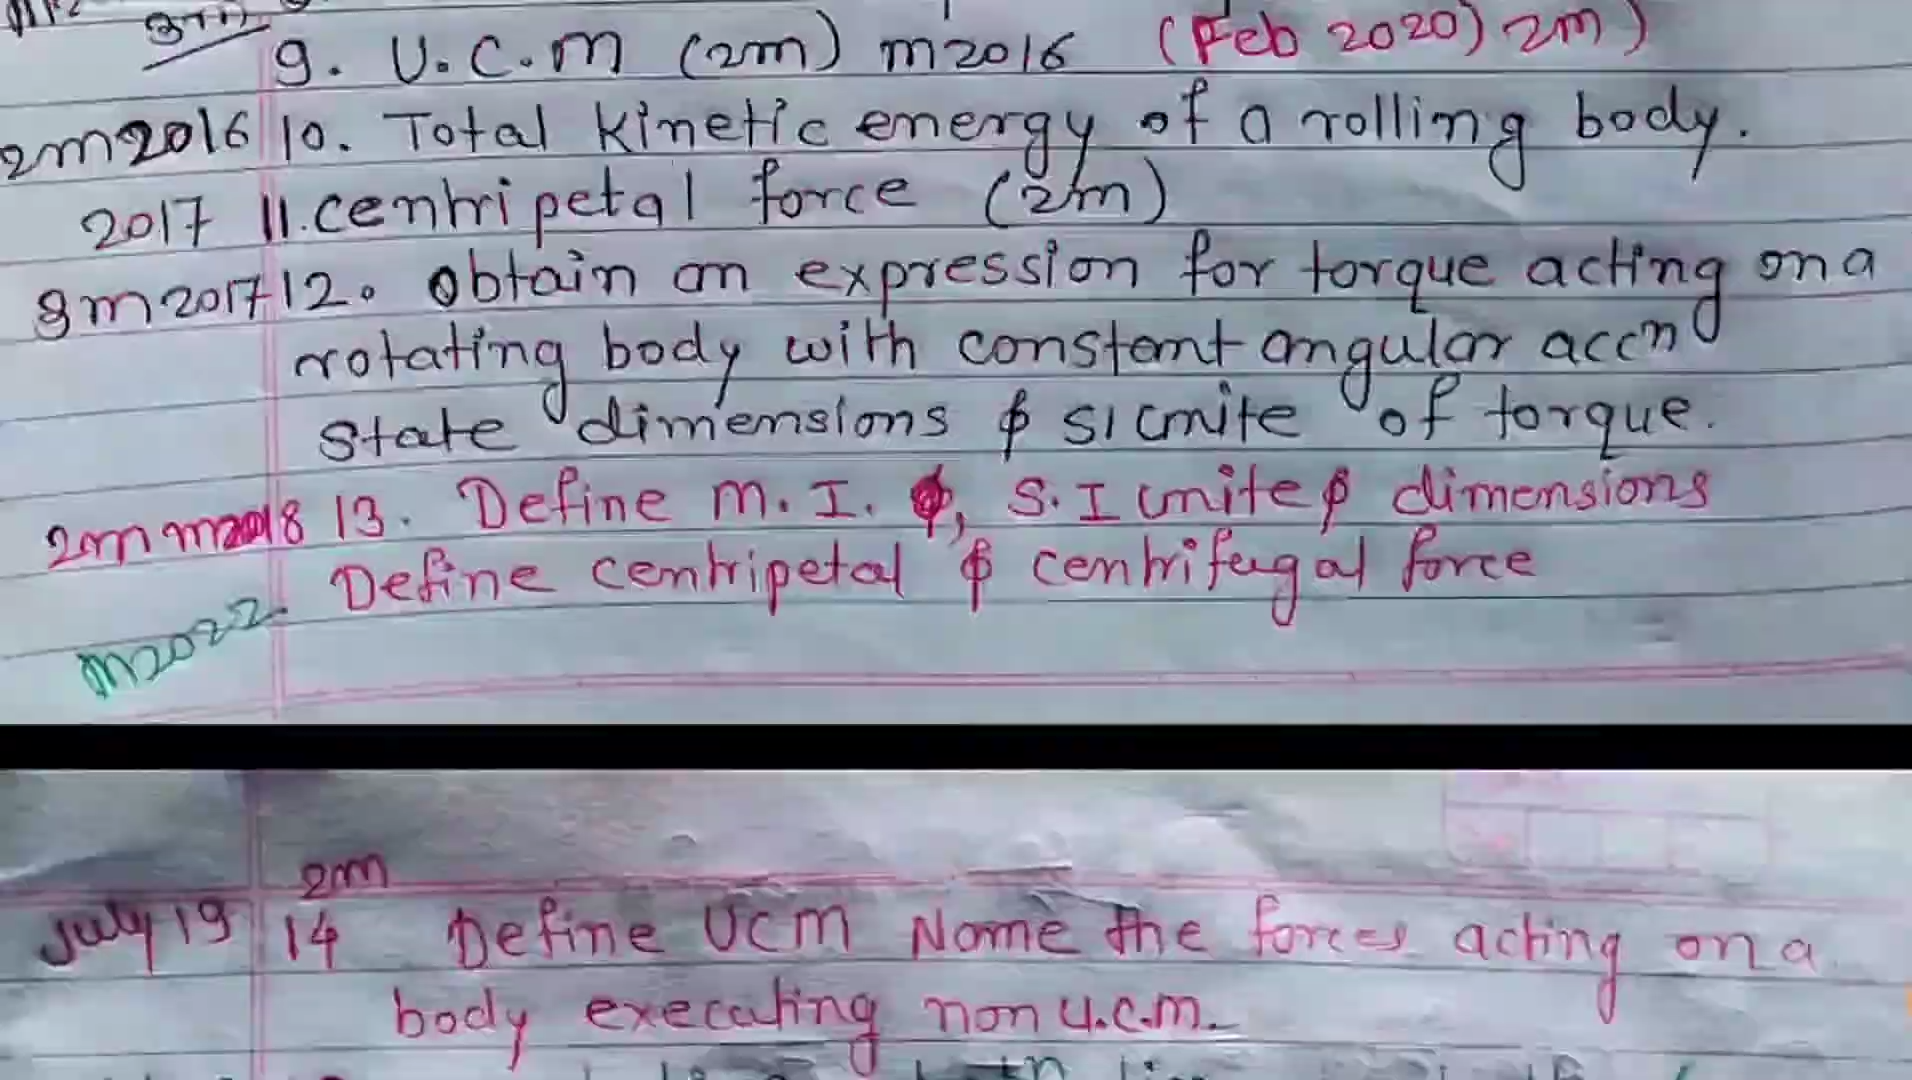 9. U.C.M (2m) m2016 (Feb 2020) 2m)
2m2016 10. Total kinetic energy of a rolling body.
2017 11. centripetal force (2m)
3m2017 12. Obtain an expression for torque acting on a
rotating body with constant angular accn
State dimensions & SI unite of torque.
2m m2018 13. Define M.I. &, S.I unite & dimensions
Define centripetal & centrifugal force
M2022
2m
July 19 14 Define UCM Name the forces acting on a
body executing non U.C.M.